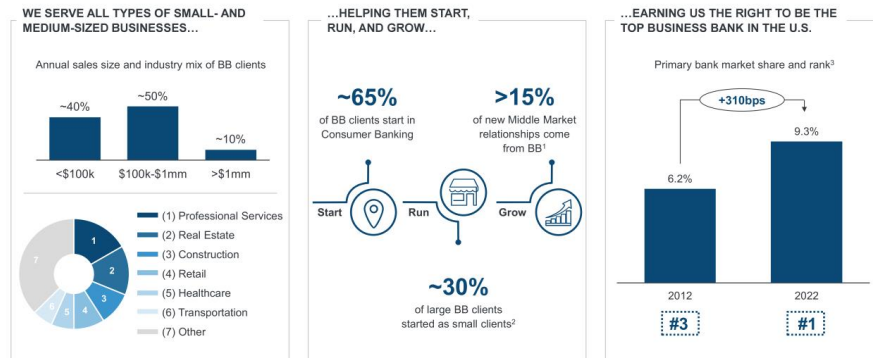 WE SERVE ALL TYPES OF SMALL- AND
MEDIUM-SIZED BUSINESSES…
Annual sales size and industry mix of BB clients
~40%
~50%
~10%
<$100k
$100k-$1mm
>$1mm
1
2
3
4
5
6
7
(1) Professional Services
(2) Real Estate
(3) Construction
(4) Retail
(5) Healthcare
(6) Transportation
(7) Other
…HELPING THEM START,
RUN, AND GROW…
~65%
of BB clients start in
Consumer Banking
>15%
of new Middle Market
relationships come
from BB¹
Start
Run
Grow
~30%
of large BB clients
started as small clients²
…EARNING US THE RIGHT TO BE THE
TOP BUSINESS BANK IN THE U.S.
Primary bank market share and rank³
+310bps
6.2%
9.3%
2012
2022
#3
#1